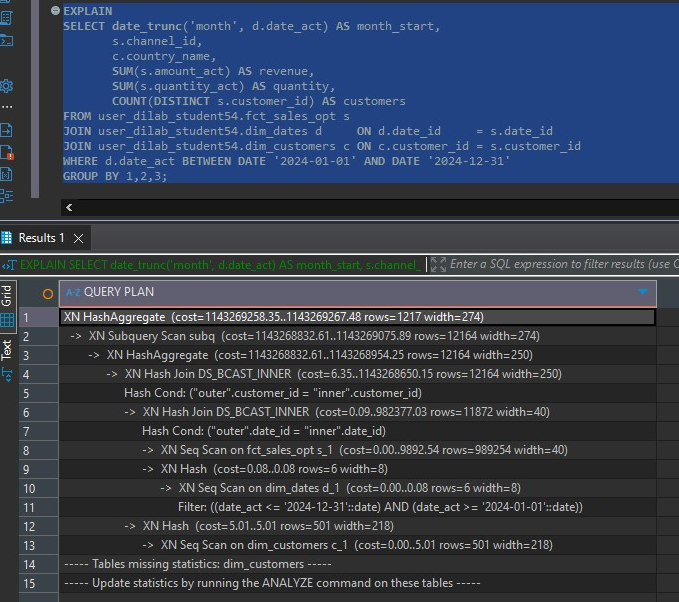 EXPLAIN
SELECT date_trunc('month', d.date_act) AS month_start,
s.channel_id,
c.country_name,
SUM(s.amount_act) AS revenue,
SUM(s.quantity_act) AS quantity,
COUNT(DISTINCT s.customer_id) AS customers
FROM user_dilab_student54.fct_sales_opt s
JOIN user_dilab_student54.dim_dates d ON d.date_id = s.date_id
JOIN user_dilab_student54.dim_customers c ON c.customer_id = s.customer_id
WHERE d.date_act BETWEEN DATE '2024-01-01' AND DATE '2024-12-31'
GROUP BY 1,2,3;
Results 1
EXPLAIN SELECT date_trunc('month', d.date_act) AS month_start, s.channel_
Enter a SQL expression to filter results (use C
Grid
Text
A-Z QUERY PLAN
1 XN HashAggregate (cost=1143269258.35..1143269267.48 rows=1217 width=274)
2 -> XN Subquery Scan subq (cost=1143268832.61..1143269075.89 rows=12164 width=274)
3 -> XN HashAggregate (cost=1143268832.61..1143268954.25 rows=12164 width=250)
4 -> XN Hash Join DS_BCAST_INNER (cost=6.35..1143268650.15 rows=12164 width=250)
5 Hash Cond: ("outer".customer_id = "inner".customer_id)
6 -> XN Hash Join DS_BCAST_INNER (cost=0.09..982377.03 rows=11872 width=40)
7 Hash Cond: ("outer".date_id = "inner".date_id)
8 -> XN Seq Scan on fct_sales_opt s_1 (cost=0.00..9892.54 rows=989254 width=40)
9 -> XN Hash (cost=0.08..0.08 rows=6 width=8)
10 -> XN Seq Scan on dim_dates d_1 (cost=0.00..0.08 rows=6 width=8)
11 Filter: ((date_act <= '2024-12-31'::date) AND (date_act >= '2024-01-01'::date))
12 -> XN Hash (cost=5.01..5.01 rows=501 width=218)
13 -> XN Seq Scan on dim_customers c_1 (cost=0.00..5.01 rows=501 width=218)
14 ----- Tables missing statistics: dim_customers -----
15 ----- Update statistics by running the ANALYZE command on these tables -----